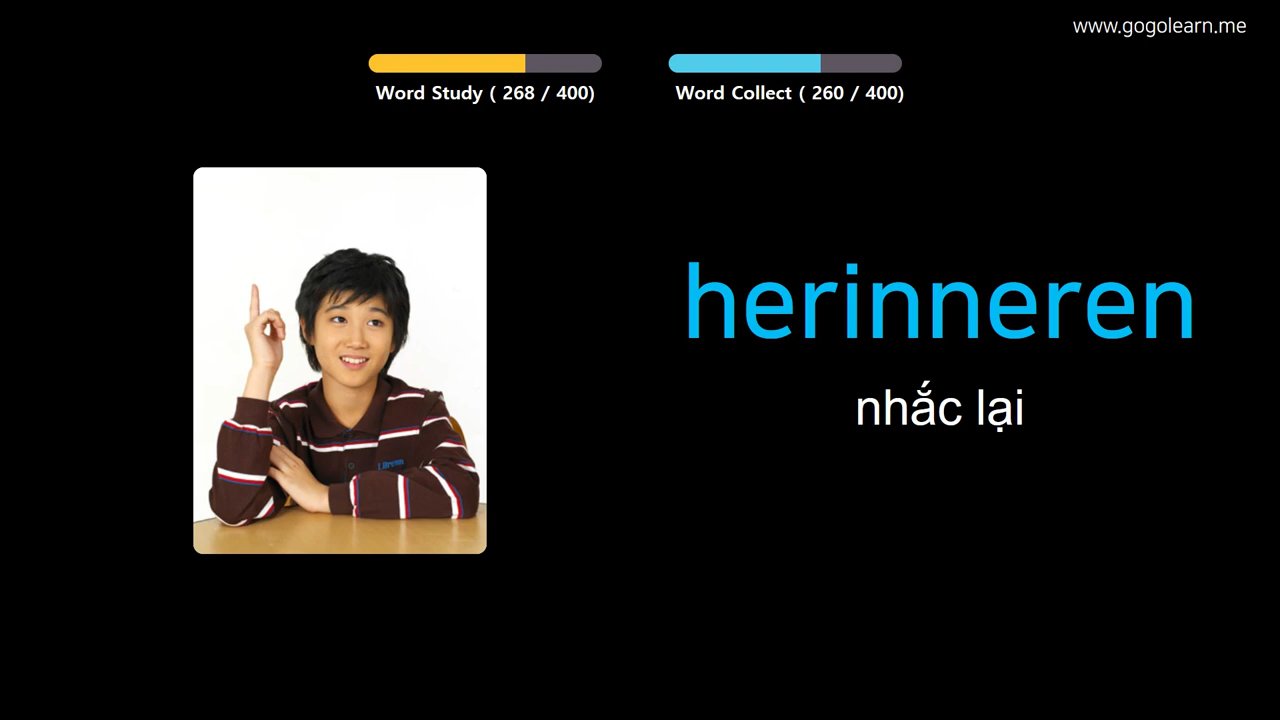 www.gogolearn.me
Word Study ( 268 / 400)
Word Collect ( 260 / 400)
herinneren
nhắc lại